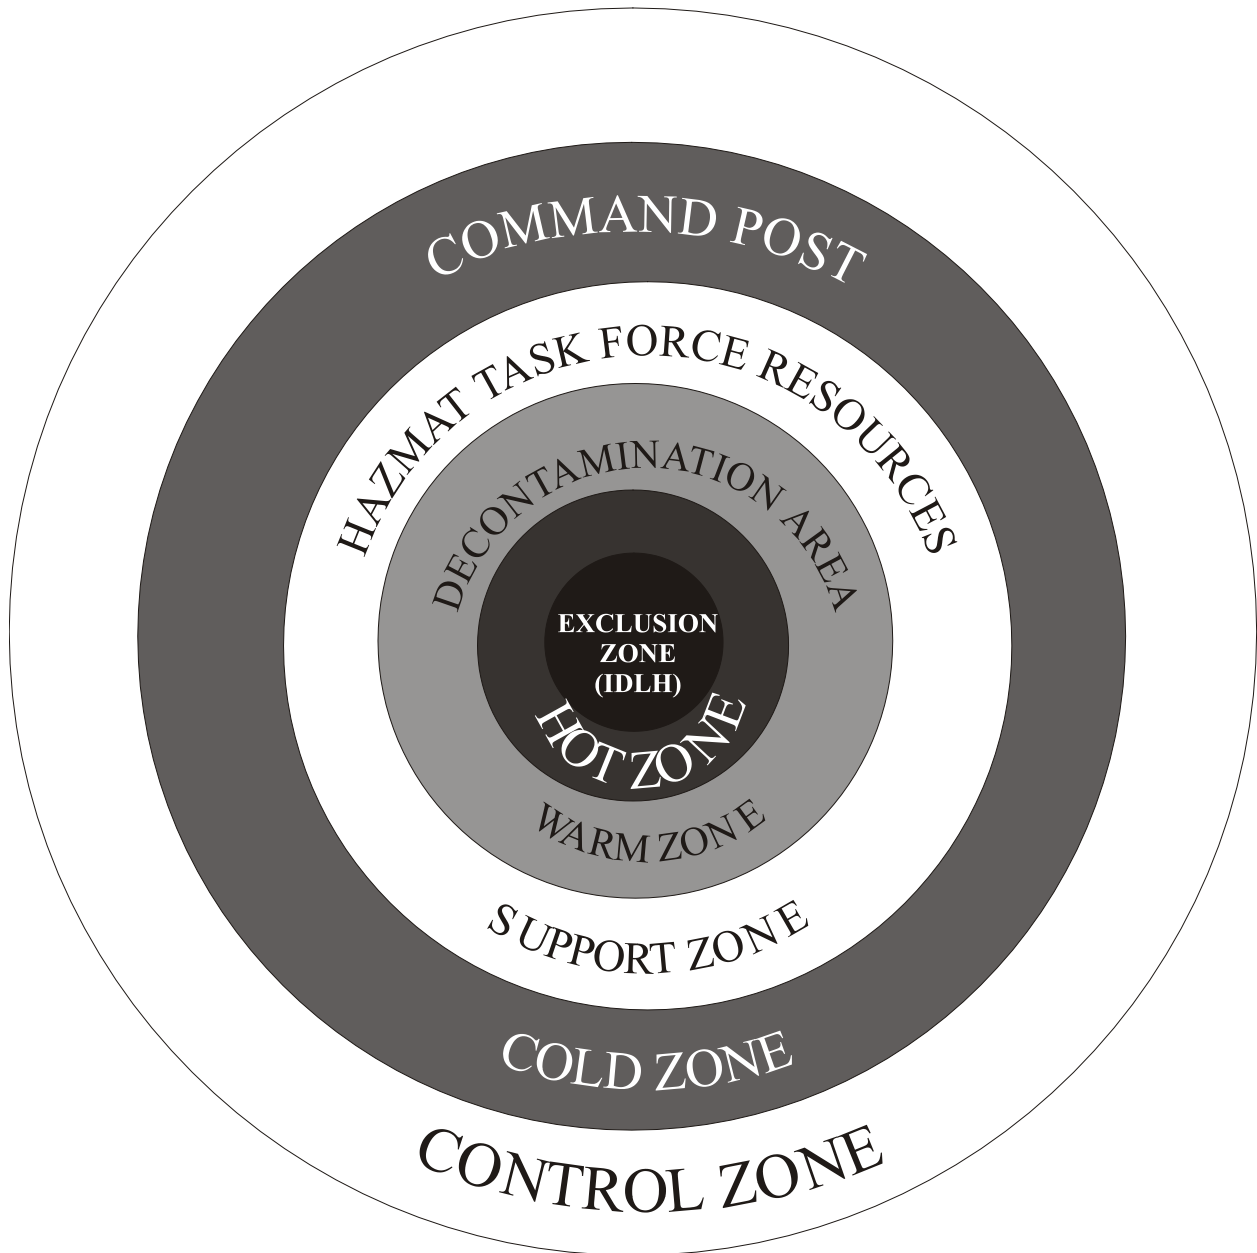 COMMAND POST
HAZMAT TASK FORCE RESOURCES
DECONTAMINATION AREA
EXCLUSION
ZONE
(IDLH)
HOT ZONE
WARM ZONE
SUPPORT ZONE
COLD ZONE
CONTROL ZONE